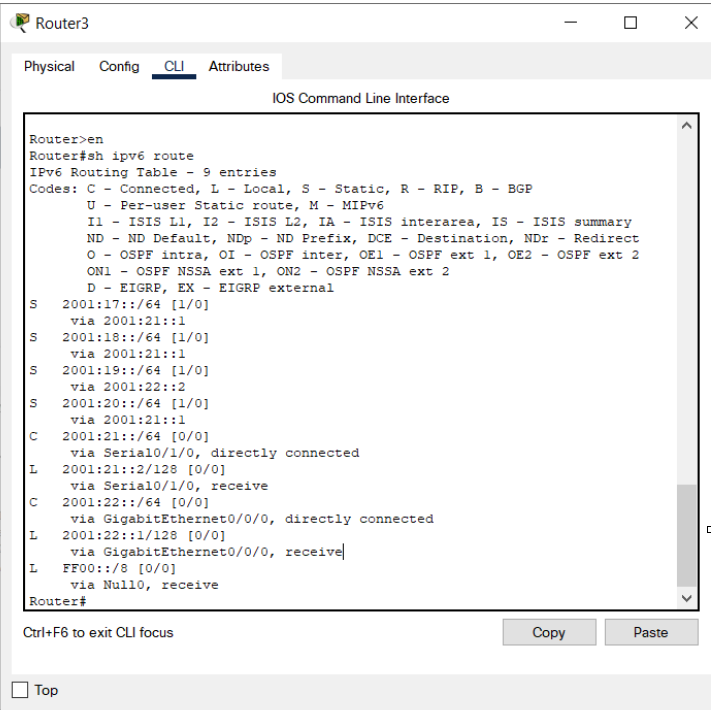 Router3
Physical Config CLI Attributes
IOS Command Line Interface
Router>en
Router#sh ipv6 route
IPv6 Routing Table - 9 entries
Codes: C - Connected, L - Local, S - Static, R - RIP, B - BGP
U - Per-user Static route, M - MIPv6
I1 - ISIS L1, I2 - ISIS L2, IA - ISIS interarea, IS - ISIS summary
ND - ND Default, NDp - ND Prefix, DCE - Destination, NDr - Redirect
O - OSPF intra, OI - OSPF inter, OE1 - OSPF ext 1, OE2 - OSPF ext 2
ON1 - OSPF NSSA ext 1, ON2 - OSPF NSSA ext 2
D - EIGRP, EX - EIGRP external
S 2001:17::/64 [1/0]
via 2001:21::1
S 2001:18::/64 [1/0]
via 2001:21::1
S 2001:19::/64 [1/0]
via 2001:22::2
S 2001:20::/64 [1/0]
via 2001:21::1
C 2001:21::/64 [0/0]
via Serial0/1/0, directly connected
L 2001:21::2/128 [0/0]
via Serial0/1/0, receive
C 2001:22::/64 [0/0]
via GigabitEthernet0/0/0, directly connected
L 2001:22::1/128 [0/0]
via GigabitEthernet0/0/0, receive
L FF00::/8 [0/0]
via Null0, receive
Router#
Ctrl+F6 to exit CLI focus
Copy Paste
Top